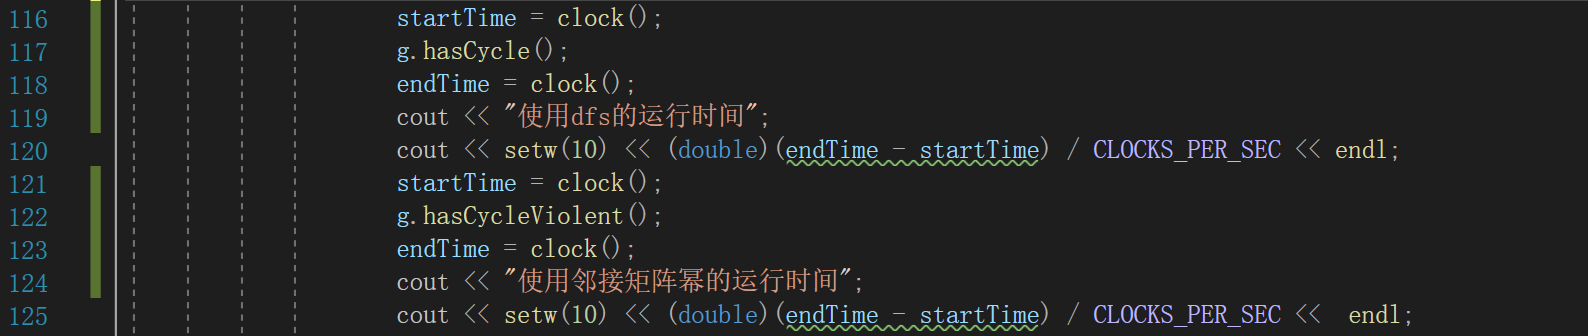 116 startTime = clock();
117 g.hasCycle();
118 endTime = clock();
119 cout << "使用dfs的运行时间";
120 cout << setw(10) << (double)(endTime - startTime) / CLOCKS_PER_SEC << endl;
121 startTime = clock();
122 g.hasCycleViolent();
123 endTime = clock();
124 cout << "使用邻接矩阵幂的运行时间";
125 cout << setw(10) << (double)(endTime - startTime) / CLOCKS_PER_SEC <<  endl;